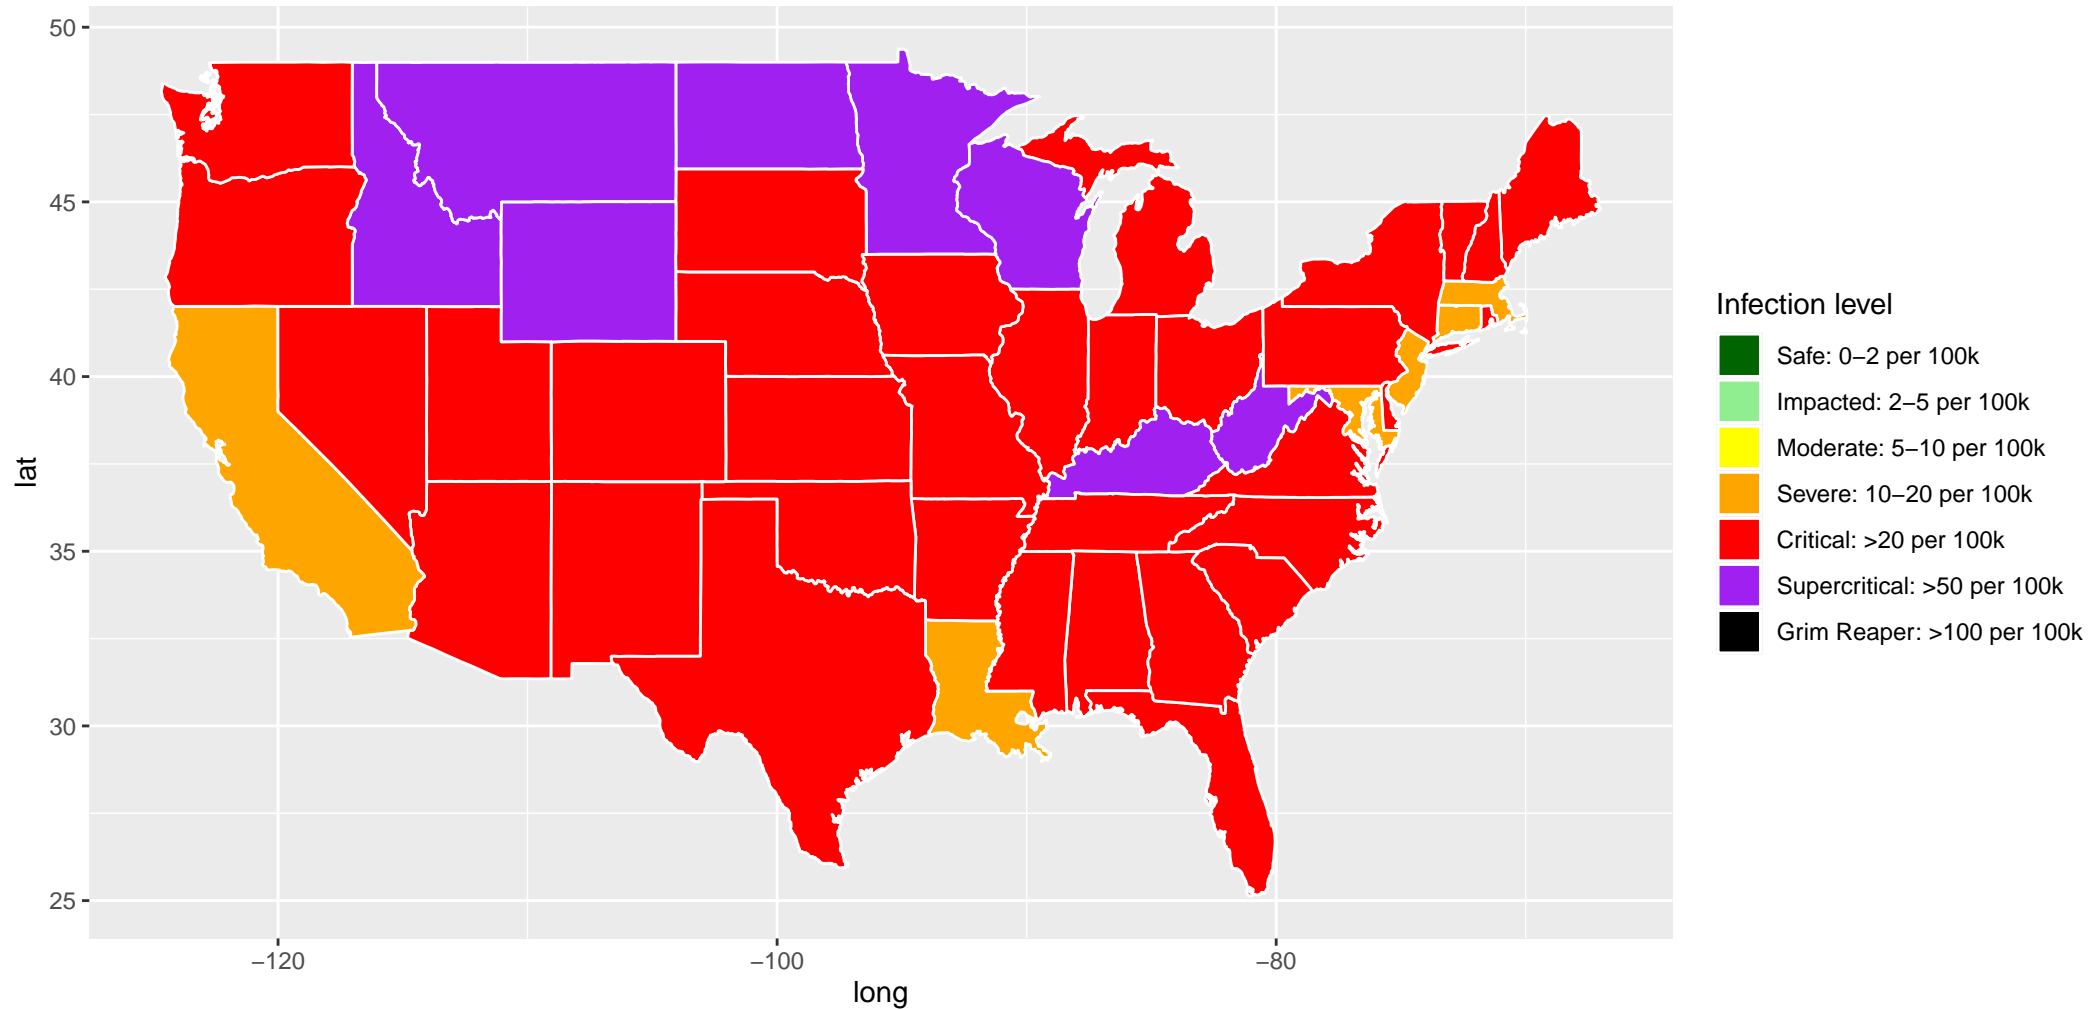 50
45
40
35
30
25
lat
−120
−100
−80
long
Infection level
Safe: 0−2 per 100k
Impacted: 2−5 per 100k
Moderate: 5−10 per 100k
Severe: 10−20 per 100k
Critical: >20 per 100k
Supercritical: >50 per 100k
Grim Reaper: >100 per 100k